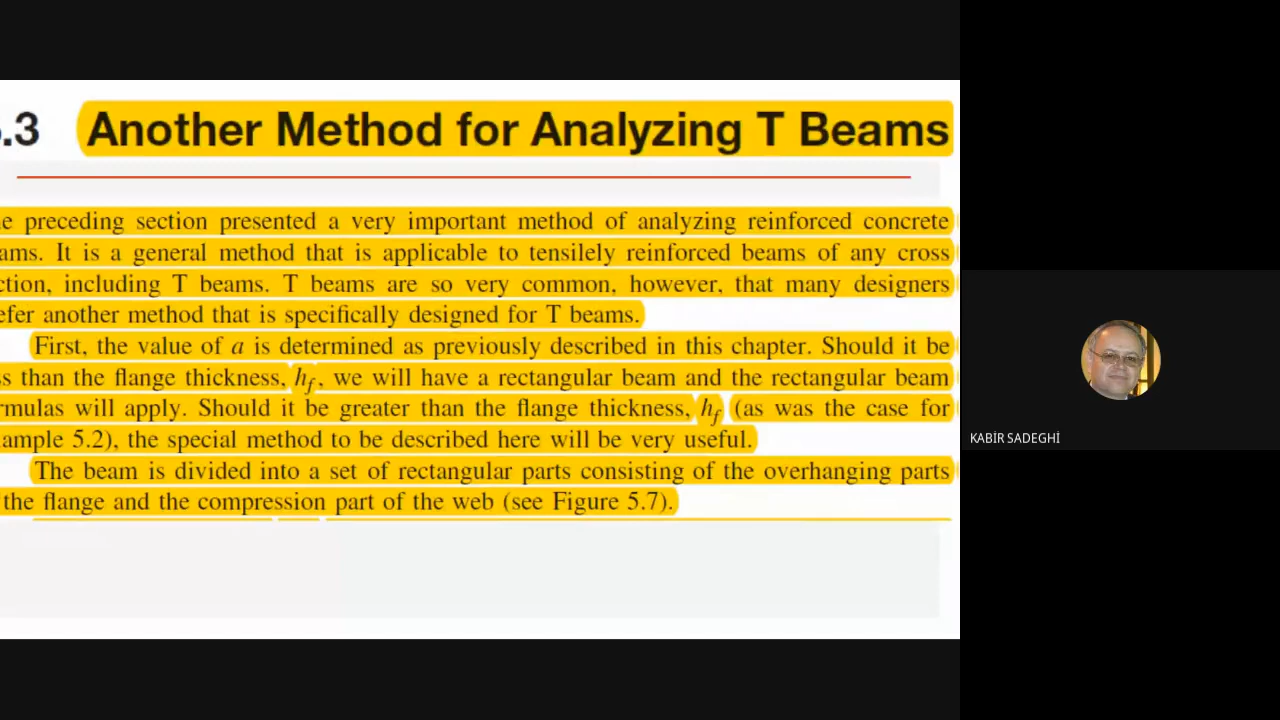 .3 Another Method for Analyzing T Beams
e preceding section presented a very important method of analyzing reinforced concrete
ams. It is a general method that is applicable to tensilely reinforced beams of any cross
ction, including T beams. T beams are so very common, however, that many designers
efer another method that is specifically designed for T beams.
First, the value of a is determined as previously described in this chapter. Should it be
s than the flange thickness, hf, we will have a rectangular beam and the rectangular beam
rmulas will apply. Should it be greater than the flange thickness, hf (as was the case for
ample 5.2), the special method to be described here will be very useful.
The beam is divided into a set of rectangular parts consisting of the overhanging parts
the flange and the compression part of the web (see Figure 5.7).
KABİR SADEGHİ